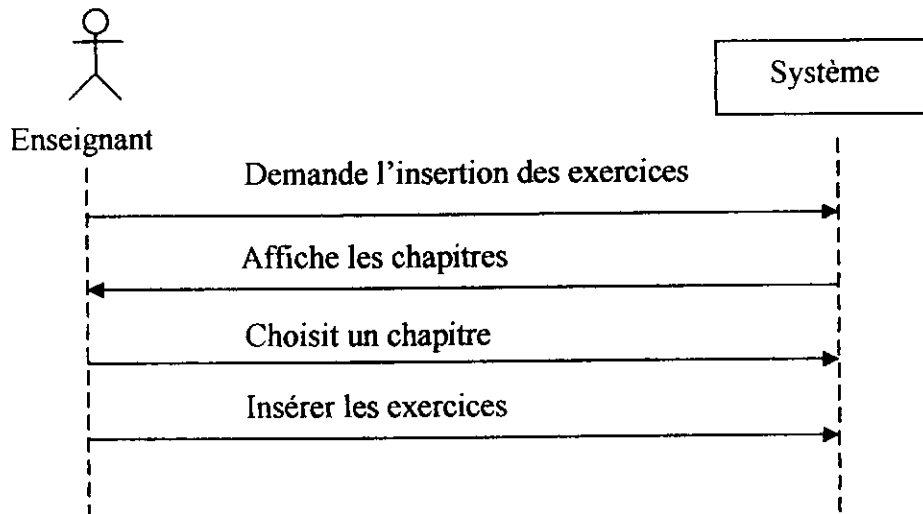 Système
Enseignant
Demande l'insertion des exercices
Affiche les chapitres
Choisit un chapitre
Insérer les exercices